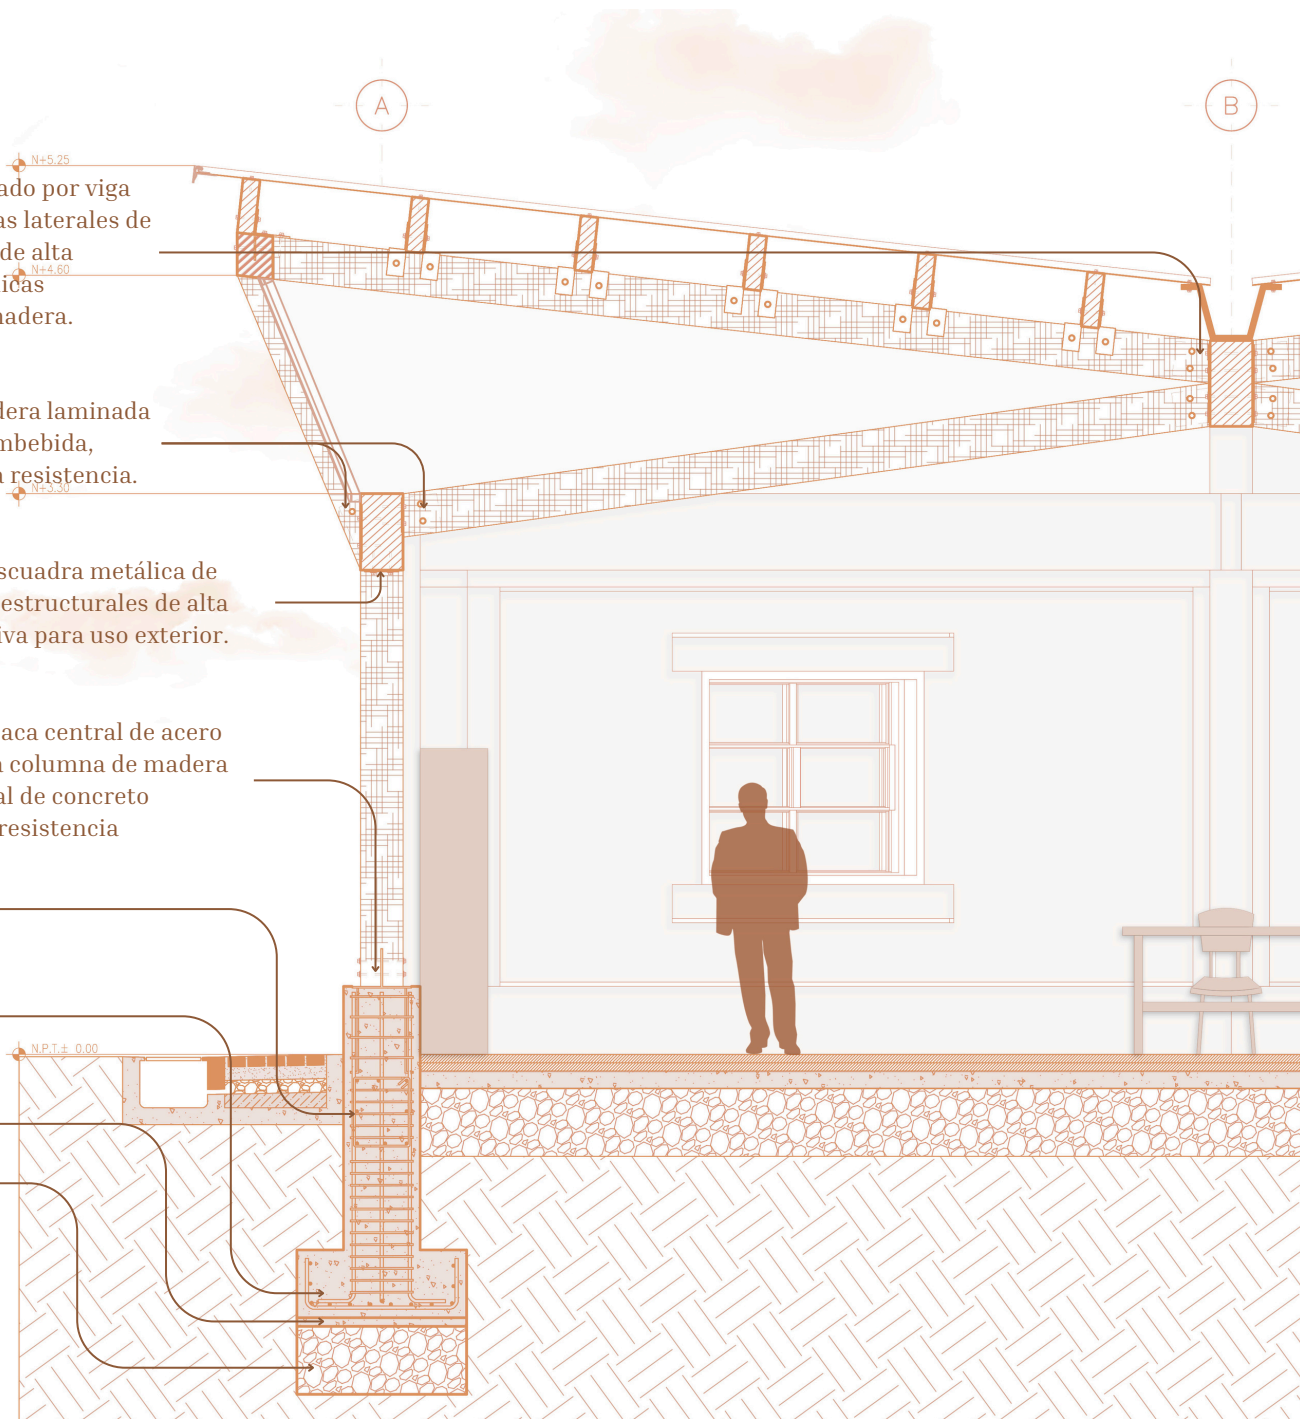 A
B
N+5.25
ado por viga
as laterales de
de alta
N+4.60
icas
nadera.
dera laminada
mbebida,
a resistencia.
N+3.30
scuadra metálica de
estructurales de alta
iva para uso exterior.
aca central de acero
a columna de madera
al de concreto
resistencia
N.P.T.± 0.00